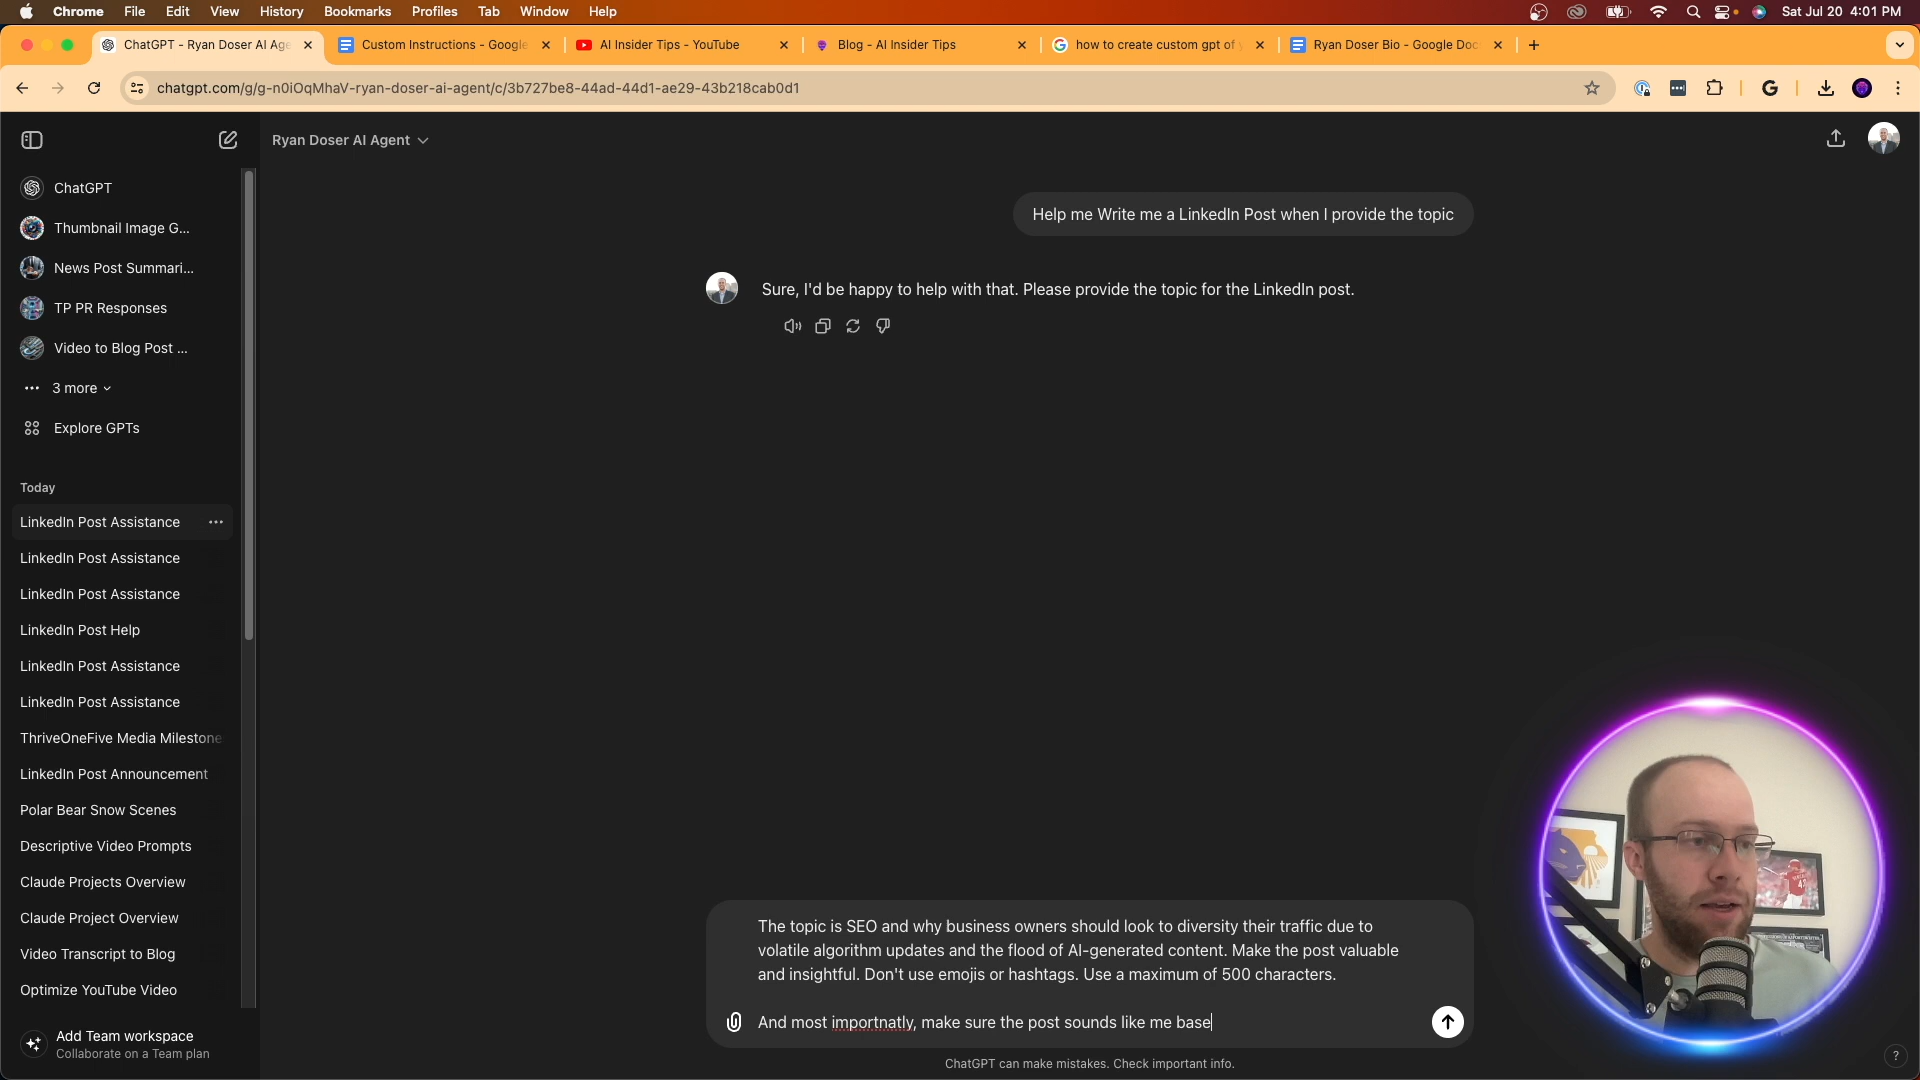 Chrome File Edit View History Bookmarks Profiles Tab Window Help Sat Jul 20 4:01 PM
ChatGPT - Ryan Doser AI Age
Custom Instructions - Google
AI Insider Tips - YouTube
Blog - AI Insider Tips
how to create custom gpt of y
Ryan Doser Bio - Google Doc
chatgpt.com/g/g-n0iOqMhaV-ryan-doser-ai-agent/c/3b727be8-44ad-44d1-ae29-43b218cab0d1
Ryan Doser AI Agent
ChatGPT
Thumbnail Image G...
News Post Summari...
TP PR Responses
Video to Blog Post ...
3 more
Explore GPTs
Today
LinkedIn Post Assistance
LinkedIn Post Assistance
LinkedIn Post Assistance
LinkedIn Post Help
LinkedIn Post Assistance
LinkedIn Post Assistance
ThriveOneFive Media Milestone
LinkedIn Post Announcement
Polar Bear Snow Scenes
Descriptive Video Prompts
Claude Projects Overview
Claude Project Overview
Video Transcript to Blog
Optimize YouTube Video
Add Team workspace
Collaborate on a Team plan
Help me Write me a LinkedIn Post when I provide the topic
Sure, I'd be happy to help with that. Please provide the topic for the LinkedIn post.
The topic is SEO and why business owners should look to diversity their traffic due to
volatile algorithm updates and the flood of AI-generated content. Make the post valuable
and insightful. Don't use emojis or hashtags. Use a maximum of 500 characters.
And most importnatly, make sure the post sounds like me base
ChatGPT can make mistakes. Check important info.
?